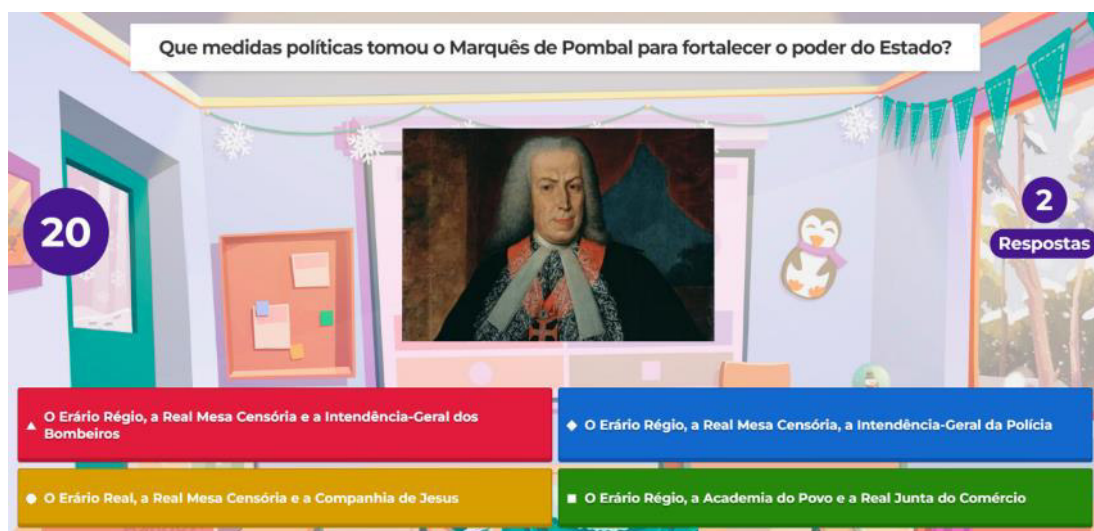 Que medidas políticas tomou o Marquês de Pombal para fortalecer o poder do Estado?
20
2
Respostas
O Erário Régio, a Real Mesa Censória e a Intendência-Geral dos
Bombeiros
O Erário Régio, a Real Mesa Censória, a Intendência-Geral da Polícia
O Erário Real, a Real Mesa Censória e a Companhia de Jesus
O Erário Régio, a Academia do Povo e a Real Junta do Comércio